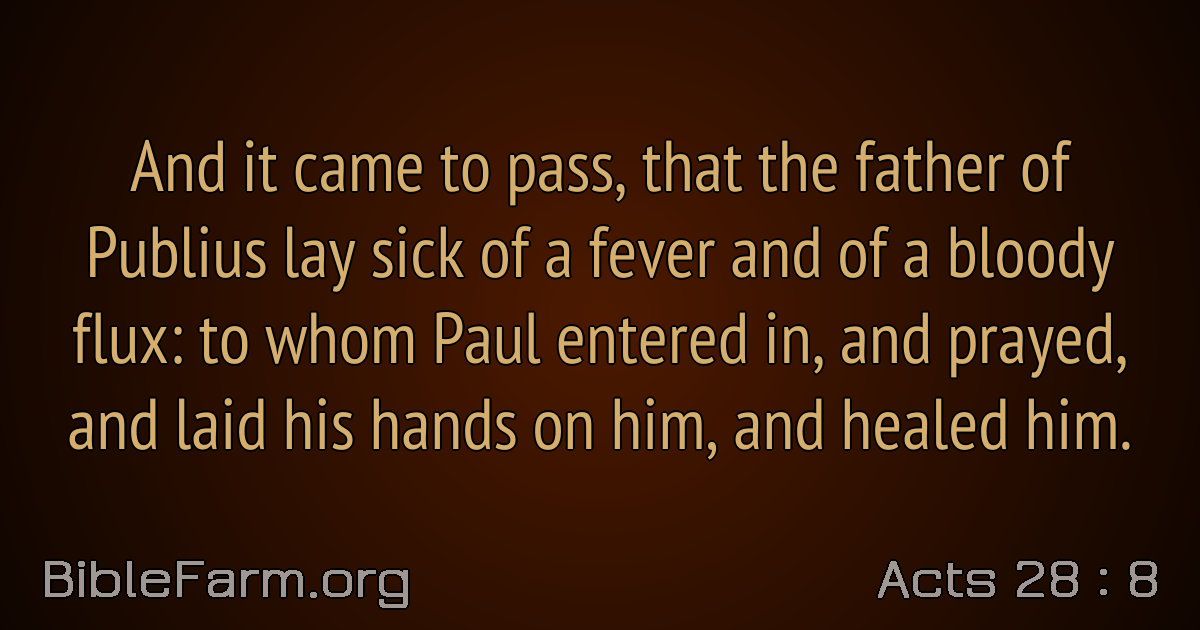 And it came to pass, that the father of
Publius lay sick of a fever and of a bloody
flux: to whom Paul entered in, and prayed,
and laid his hands on him, and healed him.
BibleFarm.org
Acts 28 : 8